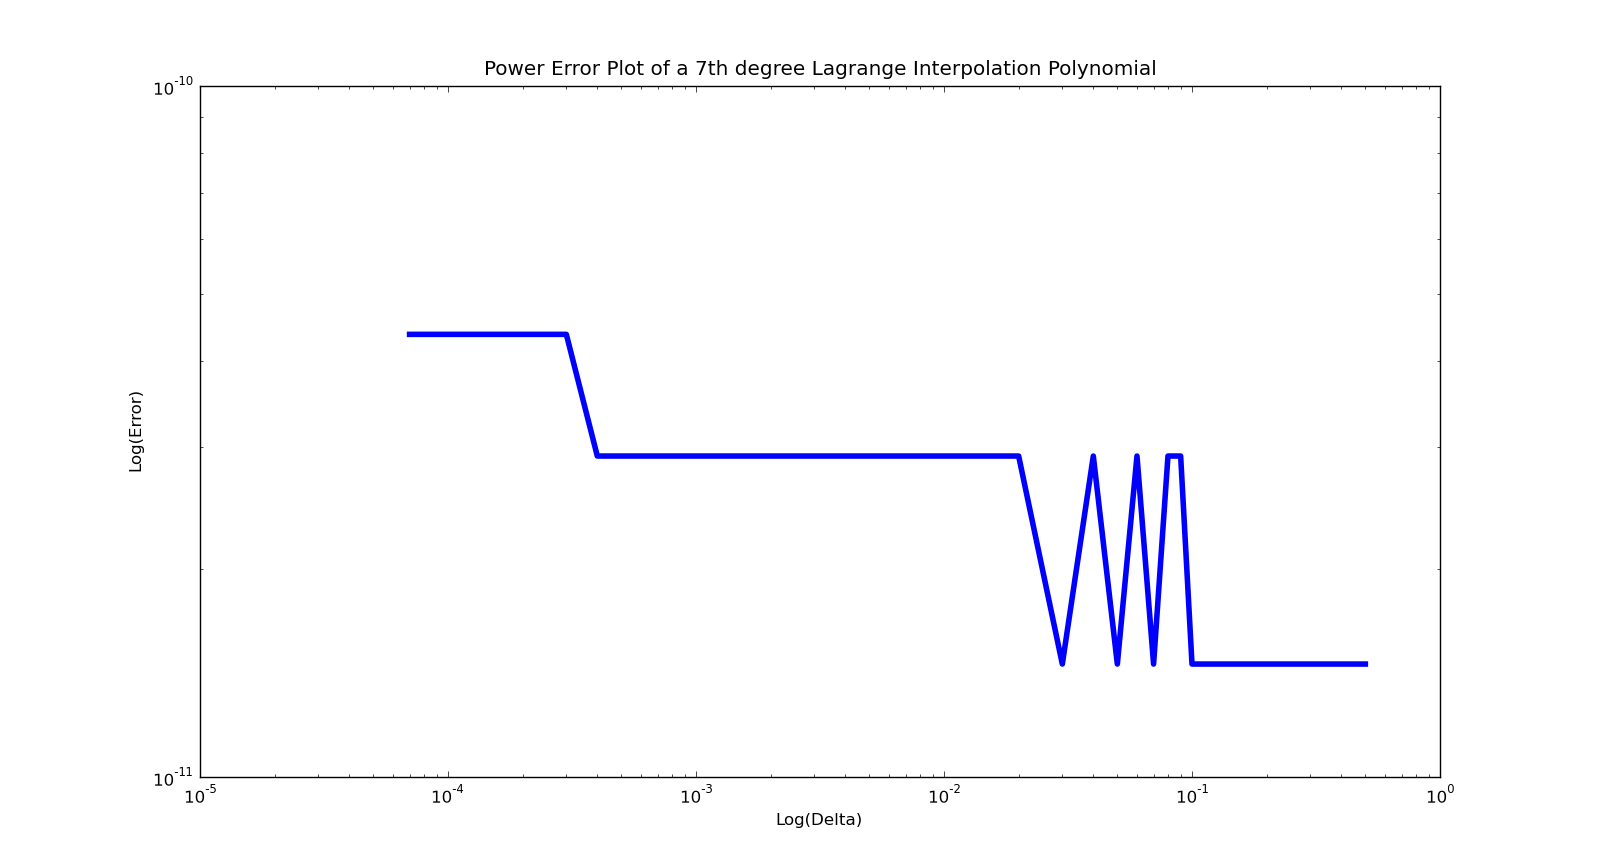 Power Error Plot of a 7th degree Lagrange Interpolation Polynomial
10^-10
Log(Error)
10^-11
10^-5 10^-4 10^-3 10^-2 10^-1 10^0
Log(Delta)